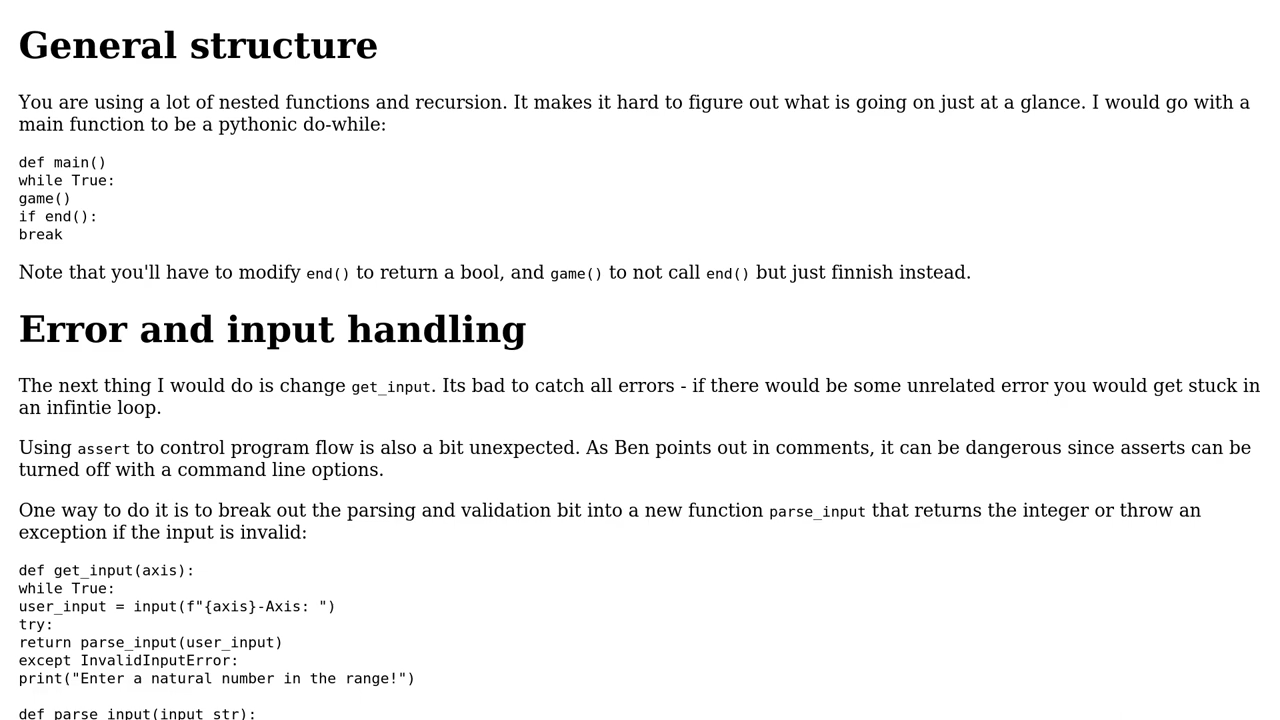 General structure
You are using a lot of nested functions and recursion. It makes it hard to figure out what is going on just at a glance. I would go with a
main function to be a pythonic do-while:
def main()
while True:
game()
if end():
break
Note that you'll have to modify end() to return a bool, and game() to not call end() but just finnish instead.
Error and input handling
The next thing I would do is change get_input. Its bad to catch all errors - if there would be some unrelated error you would get stuck in
an infintie loop.
Using assert to control program flow is also a bit unexpected. As Ben points out in comments, it can be dangerous since asserts can be
turned off with a command line options.
One way to do it is to break out the parsing and validation bit into a new function parse_input that returns the integer or throw an
exception if the input is invalid:
def get_input(axis):
while True:
user_input = input(f"{axis}-Axis: ")
try:
return parse_input(user_input)
except InvalidInputError:
print("Enter a natural number in the range!")
def parse_input(input_str):